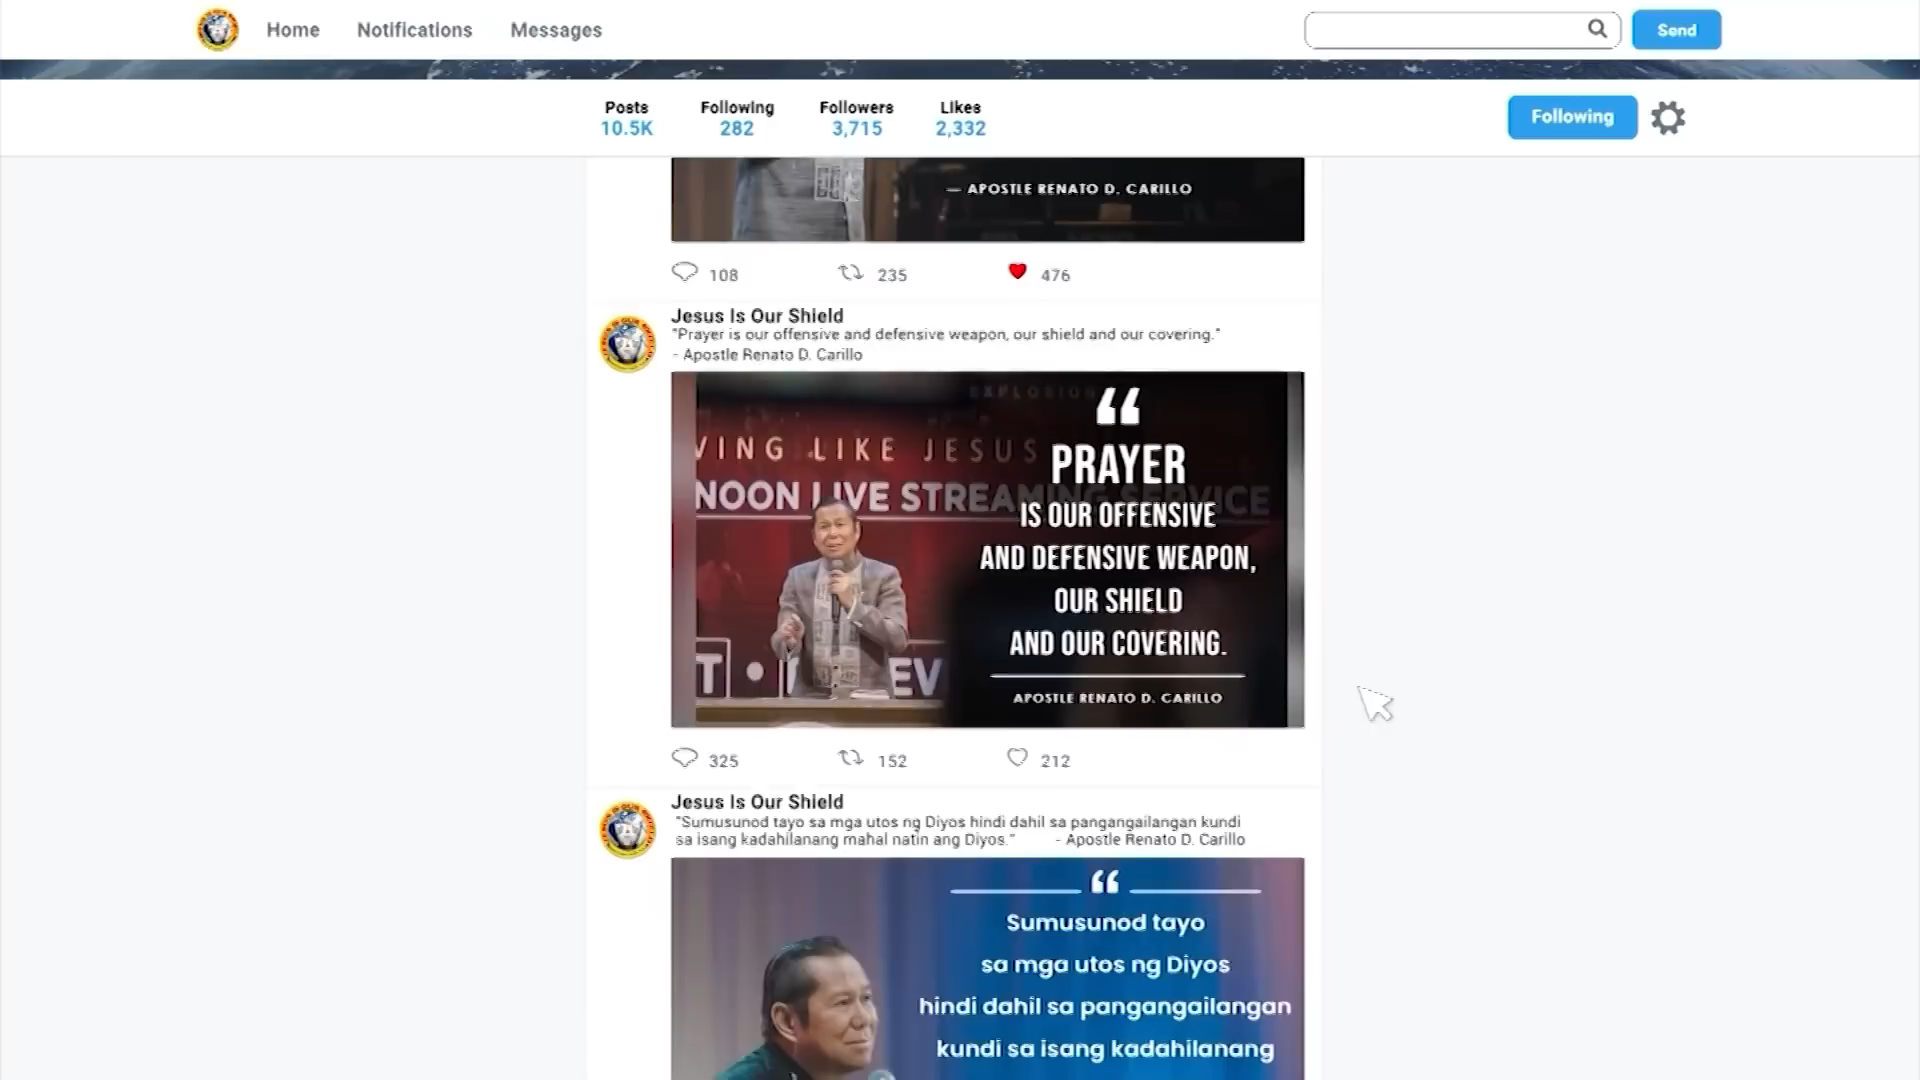 Home Notifications Messages Send
Posts Following Followers Likes
10.5K 282 3,715 2,332 Following
— APOSTLE RENATO D. CARILLO
108 235 476
Jesus Is Our Shield
"Prayer is our offensive and defensive weapon, our shield and our covering."
- Apostle Renato D. Carillo
EXPLOSION
VING LIKE JESUS
NOON LIVE STREAMING SERVICE
“
PRAYER
IS OUR OFFENSIVE
AND DEFENSIVE WEAPON,
OUR SHIELD
AND OUR COVERING.
APOSTLE RENATO D. CARILLO
325 152 212
Jesus Is Our Shield
"Sumusunod tayo sa mga utos ng Diyos hindi dahil sa pangangailangan kundi
sa isang kadahilanang mahal natin ang Diyos." - Apostle Renato D. Carillo
“
Sumusunod tayo
sa mga utos ng Diyos
hindi dahil sa pangangailangan
kundi sa isang kadahilanang